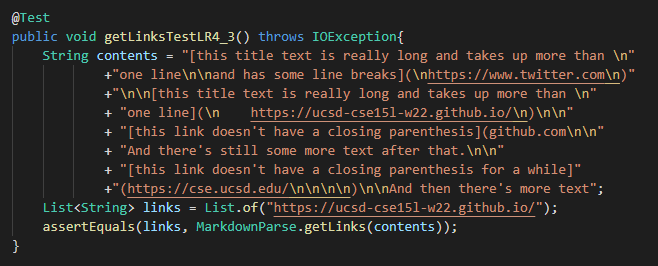 @Test
public void getLinksTestLR4_3() throws IOException{
String contents = "[this title text is really long and takes up more than \n"
+"one line\n\nand has some line breaks](\nhttps://www.twitter.com\n)"
+"\n\n[this title text is really long and takes up more than \n"
+ "one line](\n    https://ucsd-cse15l-w22.github.io/\n)\n\n"
+ "[this link doesn't have a closing parenthesis](github.com\n\n"
+ "And there's still some more text after that.\n\n"
+ "[this link doesn't have a closing parenthesis for a while]"
+"(https://cse.ucsd.edu/\n\n\n\n)\n\nAnd then there's more text";
List<String> links = List.of("https://ucsd-cse15l-w22.github.io/");
assertEquals(links, MarkdownParse.getLinks(contents));
}